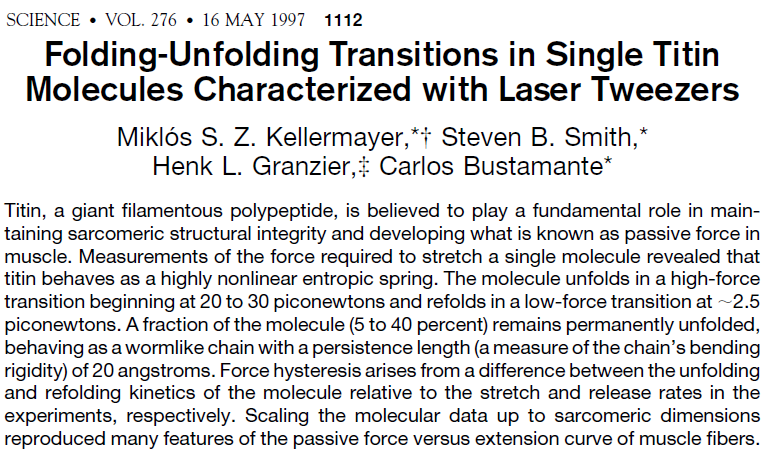 SCIENCE • VOL. 276 • 16 MAY 1997 1112
Folding-Unfolding Transitions in Single Titin
Molecules Characterized with Laser Tweezers
Miklós S. Z. Kellermayer,*† Steven B. Smith,*
Henk L. Granzier,‡ Carlos Bustamante*
Titin, a giant filamentous polypeptide, is believed to play a fundamental role in main-
taining sarcomeric structural integrity and developing what is known as passive force in
muscle. Measurements of the force required to stretch a single molecule revealed that
titin behaves as a highly nonlinear entropic spring. The molecule unfolds in a high-force
transition beginning at 20 to 30 piconewtons and refolds in a low-force transition at ~2.5
piconewtons. A fraction of the molecule (5 to 40 percent) remains permanently unfolded,
behaving as a wormlike chain with a persistence length (a measure of the chain's bending
rigidity) of 20 angstroms. Force hysteresis arises from a difference between the unfolding
and refolding kinetics of the molecule relative to the stretch and release rates in the
experiments, respectively. Scaling the molecular data up to sarcomeric dimensions
reproduced many features of the passive force versus extension curve of muscle fibers.